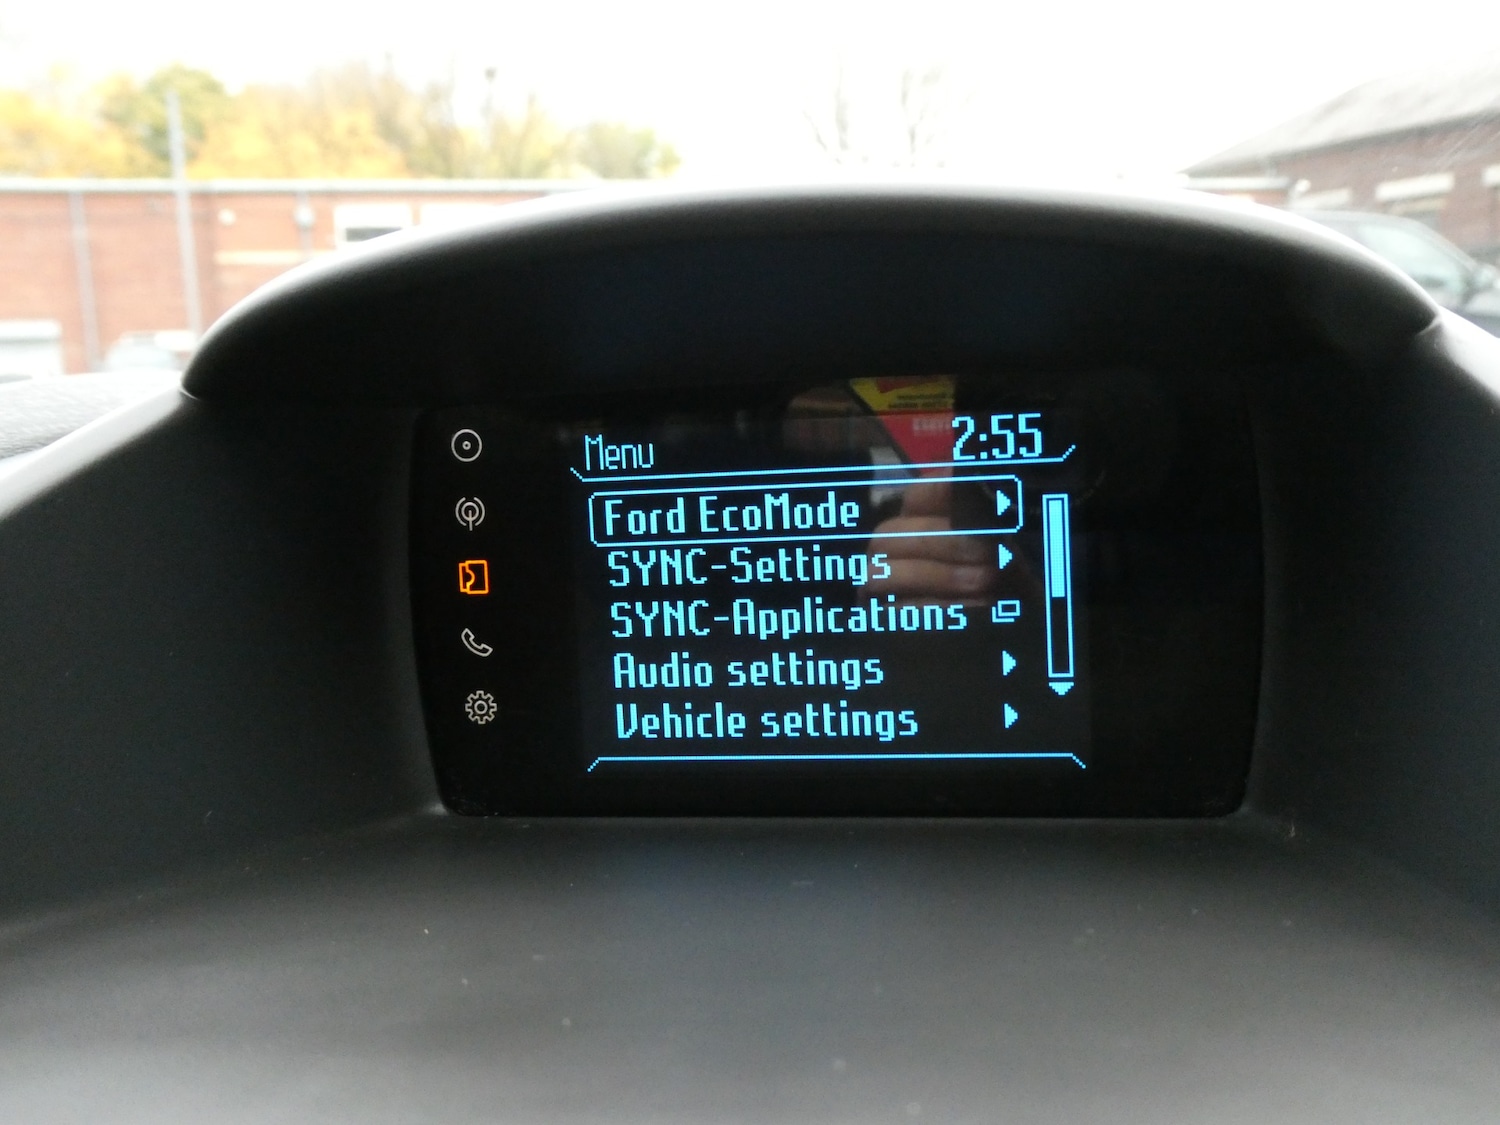 Menu 2:55
Ford EcoMode
SYNC-Settings
SYNC-Applications
Audio settings
Vehicle settings